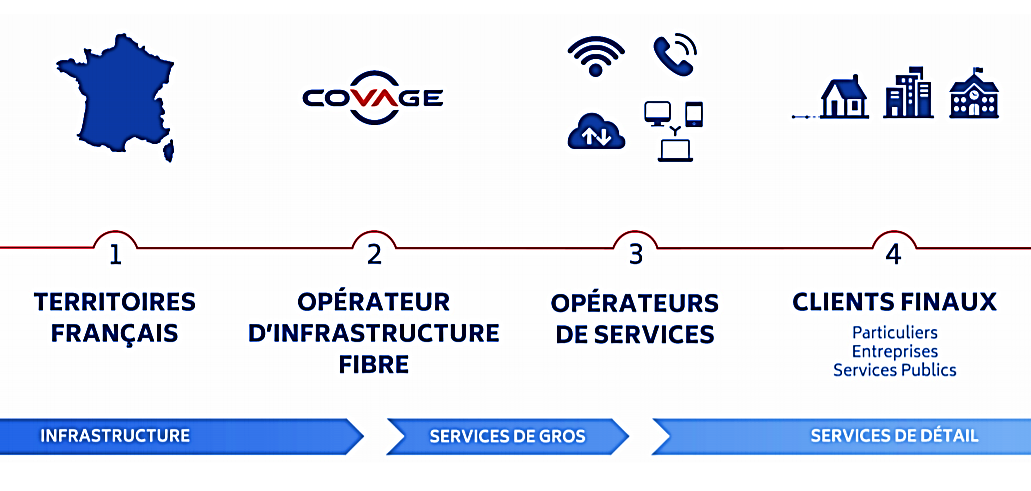 COVAGE
1
2
3
4
TERRITOIRES
FRANÇAIS
OPÉRATEUR
D'INFRASTRUCTURE
FIBRE
OPÉRATEURS
DE SERVICES
CLIENTS FINAUX
Particuliers
Entreprises
Services Publics
INFRASTRUCTURE
SERVICES DE GROS
SERVICES DE DÉTAIL